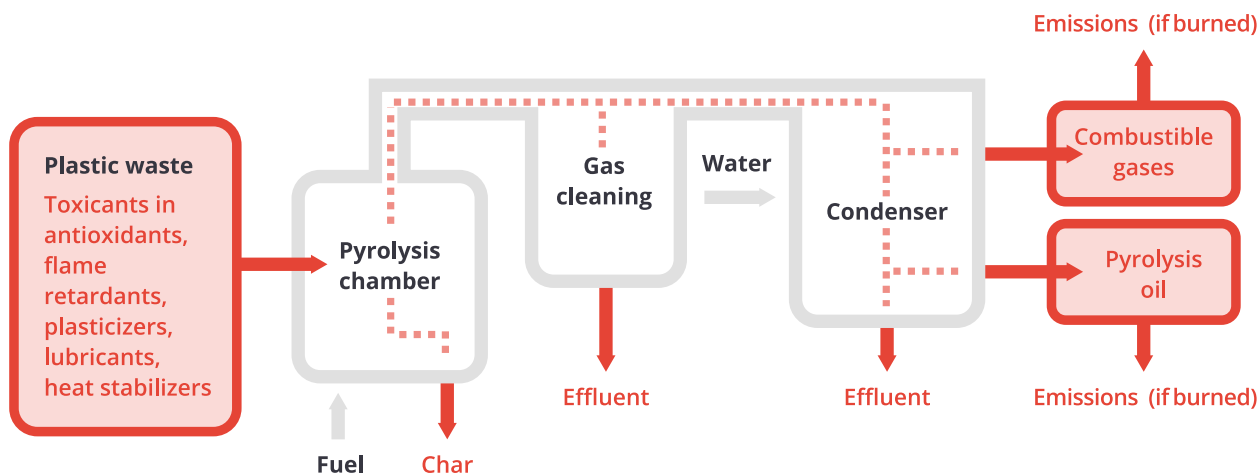 Emissions (if burned)
Plastic waste
Toxicants in
antioxidants,
flame
retardants,
plasticizers,
lubricants,
heat stabilizers
Pyrolysis
chamber
Fuel
Char
Gas
cleaning
Effluent
Water
Condenser
Effluent
Combustible
gases
Pyrolysis
oil
Emissions (if burned)